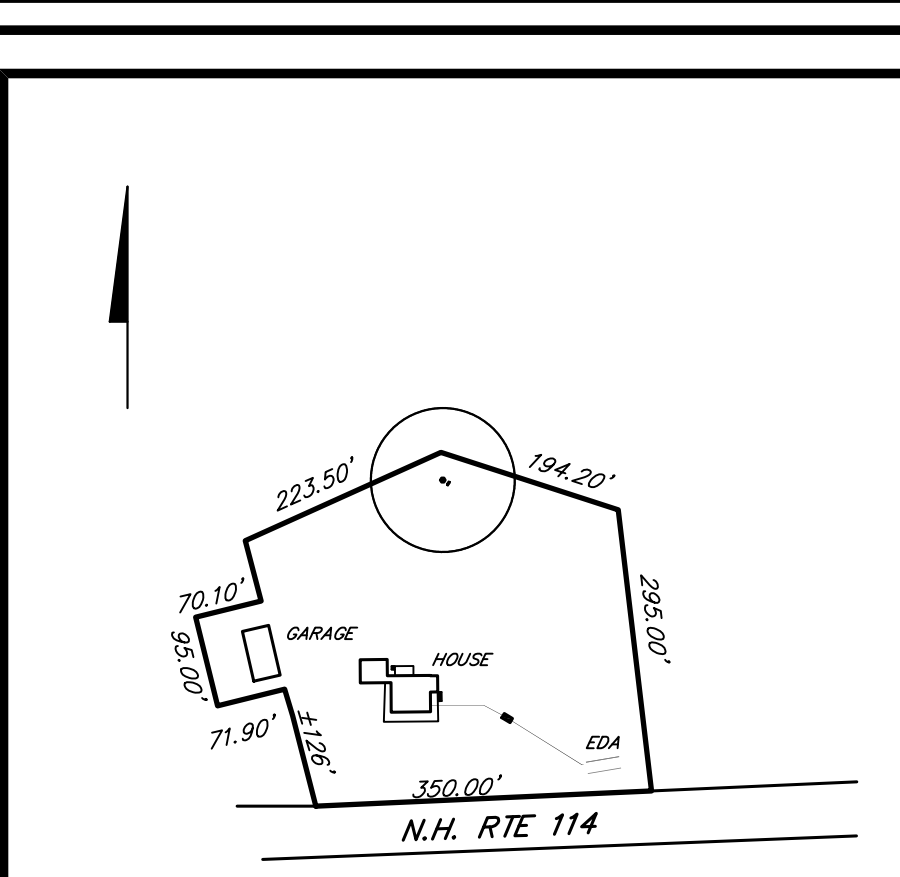 223.50'
194.20'
70.10'
295.00'
95.00'
GARAGE
HOUSE
71.90'
±126'
EDA
350.00'
N.H. RTE 114